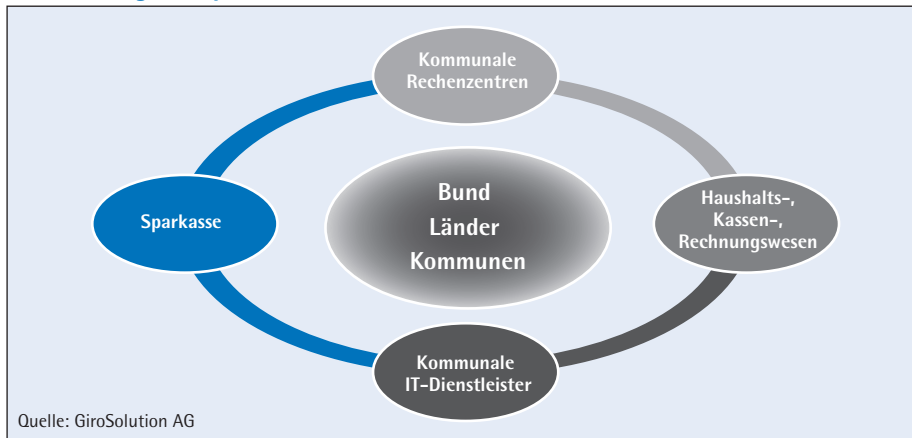 Kommunale
Rechenzentren
Sparkasse
Bund
Länder
Kommunen
Haushalts-,
Kassen-,
Rechnungswesen
Kommunale
IT-Dienstleister
Quelle: GiroSolution AG